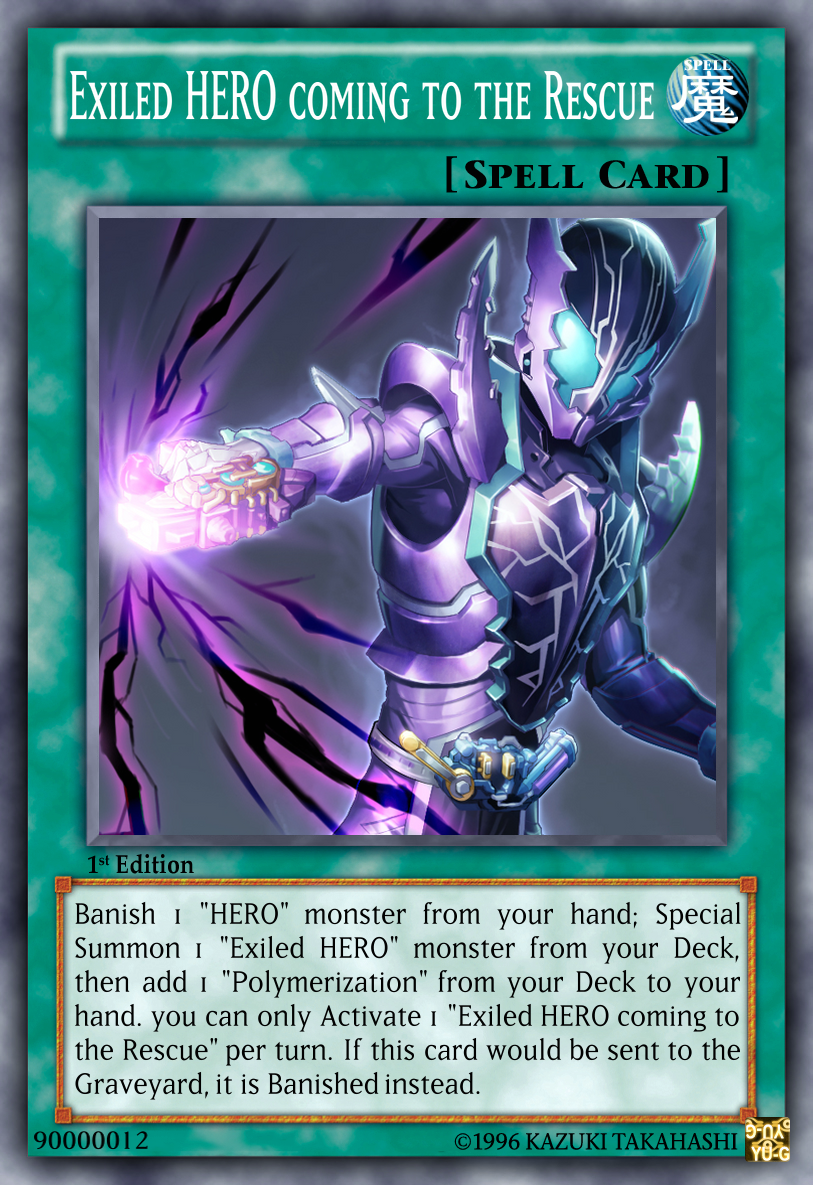 Exiled HERO coming to the Rescue
SPELL
魔
[Spell Card]
1st Edition
Banish 1 "HERO" monster from your hand; Special
Summon 1 "Exiled HERO" monster from your Deck,
then add 1 "Polymerization" from your Deck to your
hand. you can only Activate 1 "Exiled HERO coming to
the Rescue" per turn. If this card would be sent to the
Graveyard, it is Banished instead.
90000012
©1996 KAZUKI TAKAHASHI